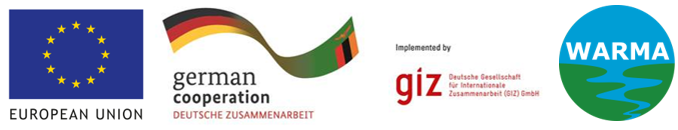 EUROPEAN UNION
german
cooperation
DEUTSCHE ZUSAMMENARBEIT
Implemented by
giz
Deutsche Gesellschaft
für Internationale
Zusammenarbeit (GIZ) GmbH
WARMA